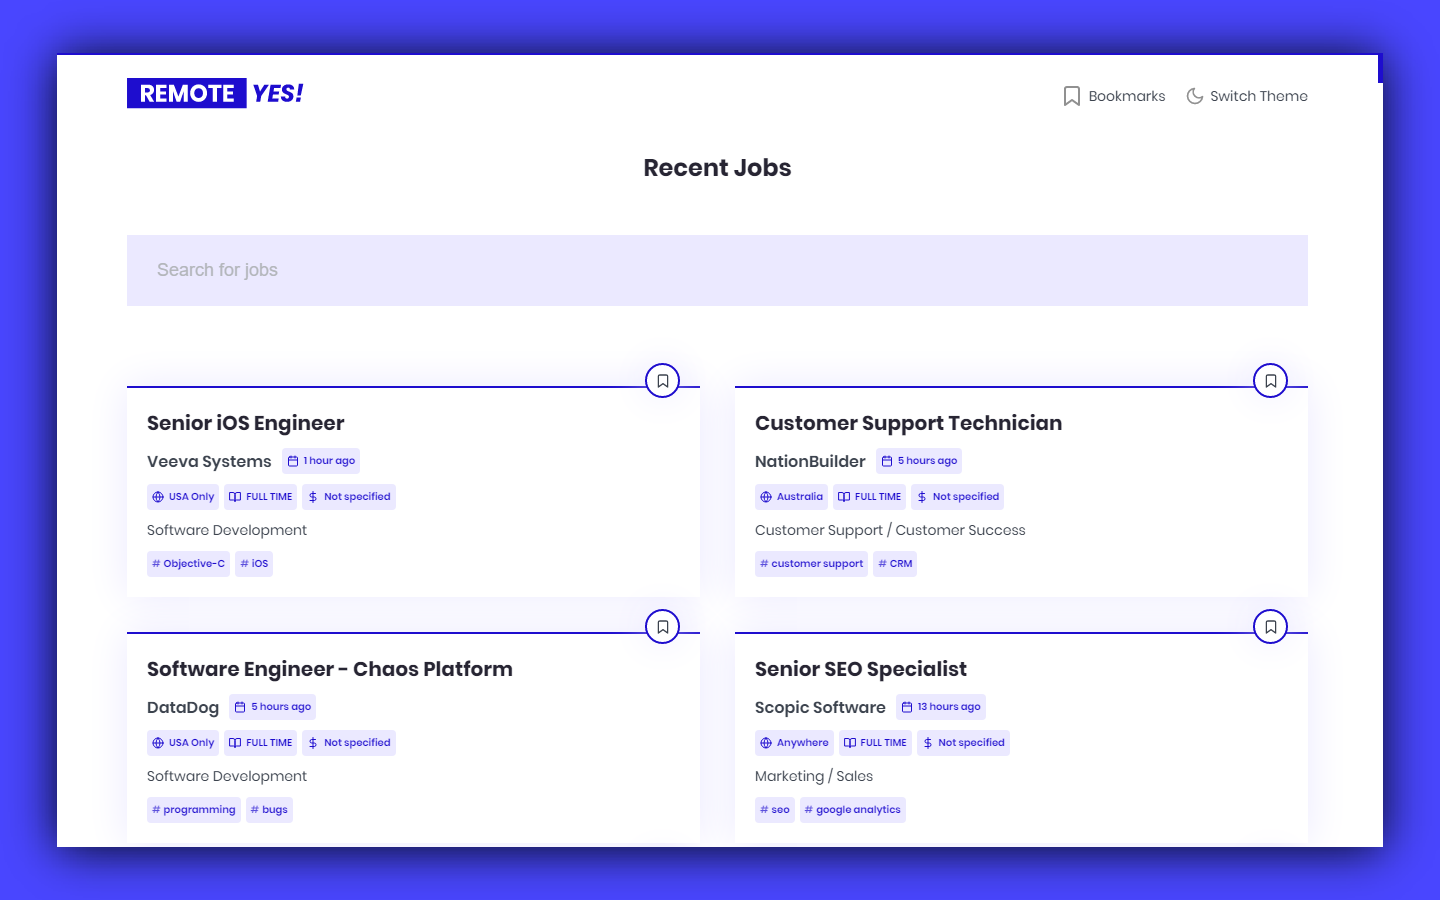 REMOTE YES!
Bookmarks
Switch Theme
Recent Jobs
Search for jobs
Senior iOS Engineer
Veeva Systems 1 hour ago
USA Only FULL TIME Not specified
Software Development
# Objective-C # iOS
Customer Support Technician
NationBuilder 5 hours ago
Australia FULL TIME Not specified
Customer Support / Customer Success
# customer support # CRM
Software Engineer - Chaos Platform
DataDog 5 hours ago
USA Only FULL TIME Not specified
Software Development
# programming # bugs
Senior SEO Specialist
Scopic Software 13 hours ago
Anywhere FULL TIME Not specified
Marketing / Sales
# seo # google analytics